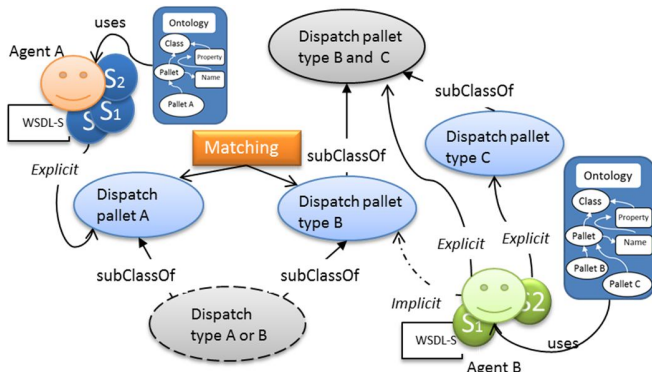 Agent A
uses
Ontology
Class
Property
Pallet
Name
Pallet A
S2
S1
S
WSDL-S
Explicit
Dispatch pallet
type B and C
subClassOf
Dispatch pallet
type C
Matching
subClassOf
Dispatch
pallet A
Dispatch pallet
type B
Ontology
Class
Property
Pallet
Name
Pallet B
Pallet C
Explicit
Explicit
subClassOf
subClassOf
Implicit
Dispatch
type A or B
S1
S2
WSDL-S
uses
Agent B